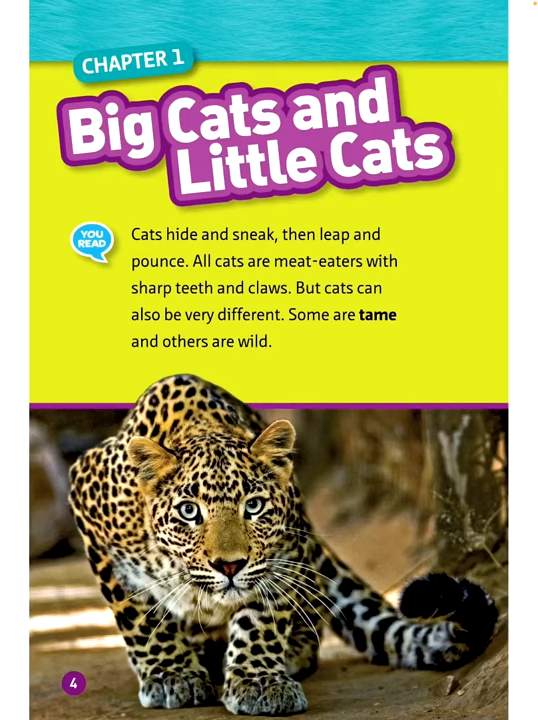 CHAPTER 1
Big Cats and
Little Cats
YOU
READ
Cats hide and sneak, then leap and
pounce. All cats are meat-eaters with
sharp teeth and claws. But cats can
also be very different. Some are tame
and others are wild.
4